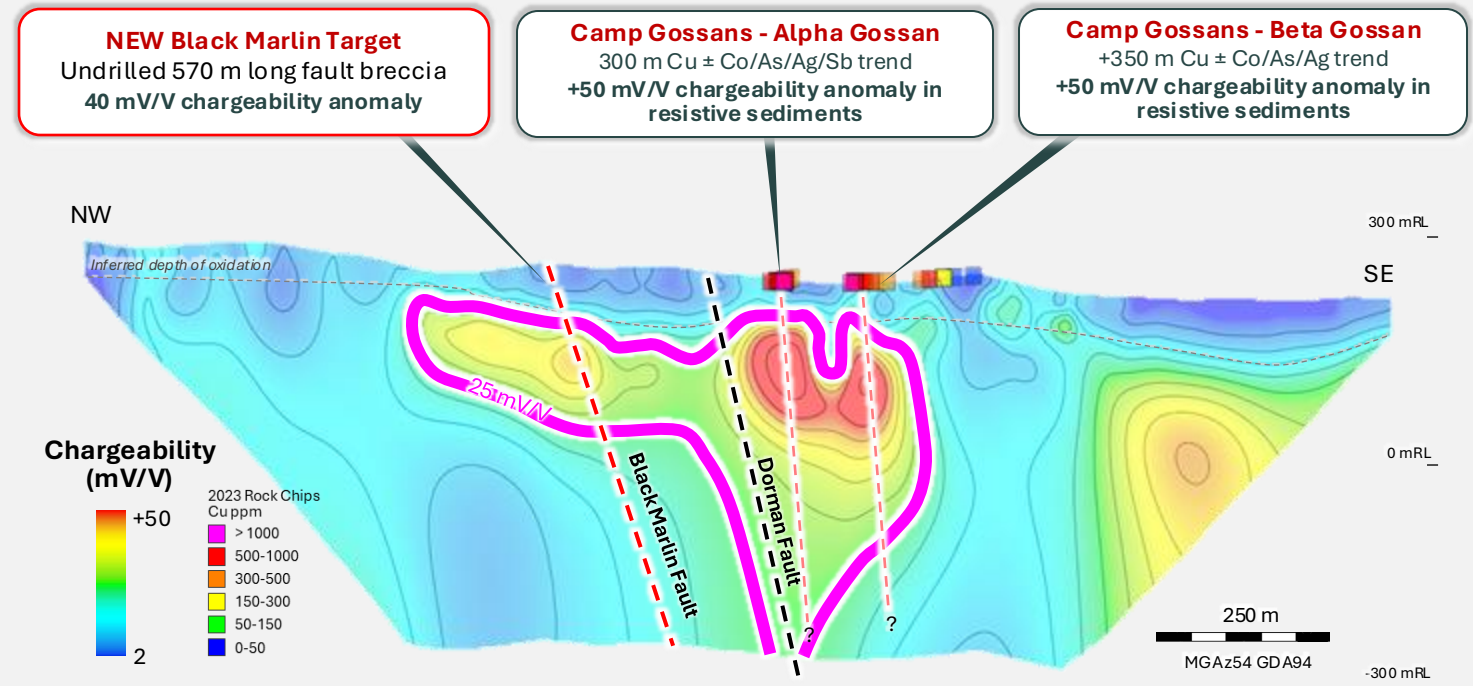 NEW Black Marlin Target
Undrilled 570 m long fault breccia
40 mV/V chargeability anomaly
Camp Gossans - Alpha Gossan
300 m Cu ± Co/As/Ag/Sb trend
+50 mV/V chargeability anomaly in
resistive sediments
Camp Gossans - Beta Gossan
+350 m Cu ± Co/As/Ag trend
+50 mV/V chargeability anomaly in
resistive sediments
NW
300 mRL
SE
Inferred depth of oxidation
25 mV/V
Black Marlin Fault
Dorman Fault
0 mRL
Chargeability
(mV/V)
+50
2
2023 Rock Chips
Cu ppm
> 1000
500-1000
300-500
150-300
50-150
0-50
?
?
250 m
MGAz54 GDA94
-300 mRL